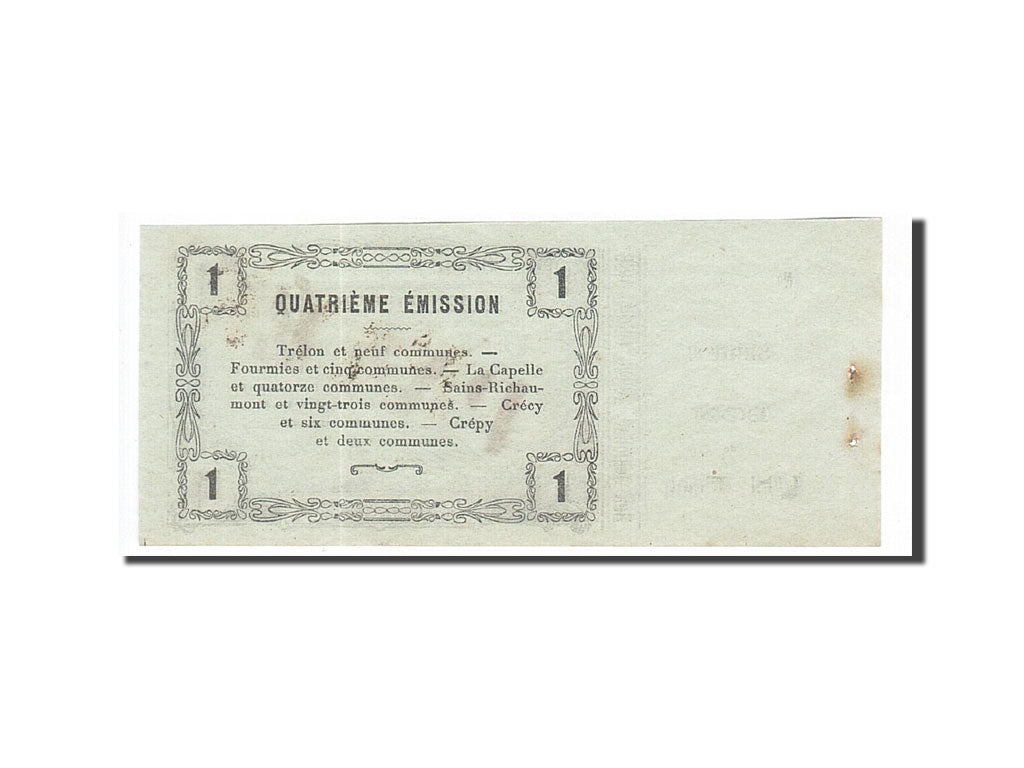 1 1
QUATRIÈME ÉMISSION
Trélon et neuf communes. —
Fourmies et cinq communes. — La Capelle
et quatorze communes. — Sains-Richau-
mont et vingt-trois communes. — Crécy
et six communes. — Crépy
et deux communes.
1 1